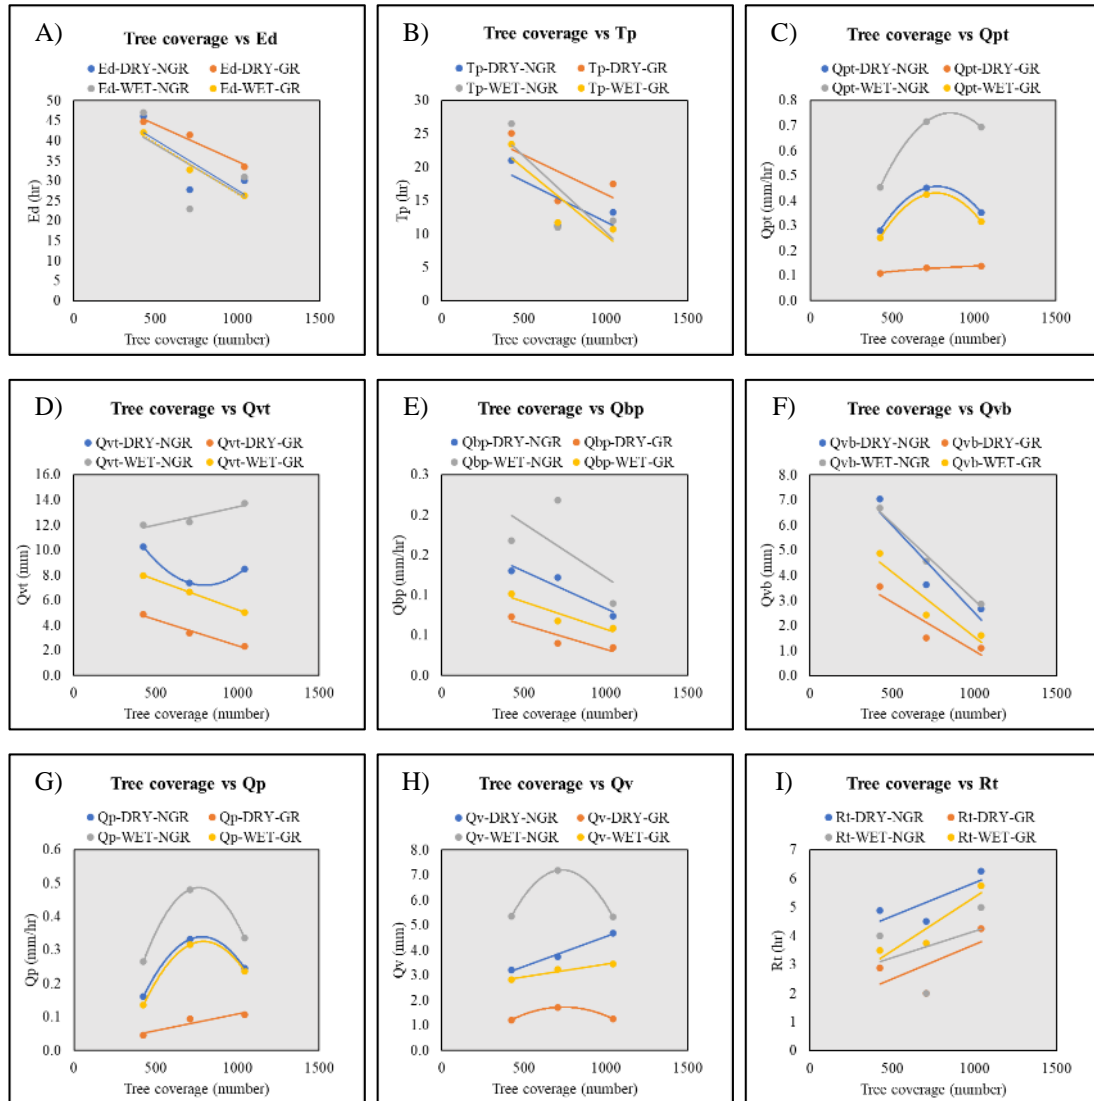 A)
Tree coverage vs Ed
Ed-DRY-NGR Ed-DRY-GR
Ed-WET-NGR Ed-WET-GR
50
45
40
35
30
25
20
15
10
5
0
Ed (hr)
0 500 1000 1500
Tree coverage (number)
B)
Tree coverage vs Tp
Tp-DRY-NGR Tp-DRY-GR
Tp-WET-NGR Tp-WET-GR
30
25
20
15
10
5
0
Tp (hr)
0 500 1000 1500
Tree coverage (number)
C)
Tree coverage vs Qpt
Qpt-DRY-NGR Qpt-DRY-GR
Qpt-WET-NGR Qpt-WET-GR
0.8
0.7
0.6
0.5
0.4
0.3
0.2
0.1
0.0
Qpt (mm/hr)
0 500 1000 1500
Tree coverage (number)
D)
Tree coverage vs Qvt
Qvt-DRY-NGR Qvt-DRY-GR
Qvt-WET-NGR Qvt-WET-GR
16.0
14.0
12.0
10.0
8.0
6.0
4.0
2.0
0.0
Qvt (mm)
0 500 1000 1500
Tree coverage (number)
E)
Tree coverage vs Qbp
Qbp-DRY-NGR Qbp-DRY-GR
Qbp-WET-NGR Qbp-WET-GR
0.3
0.2
0.2
0.1
0.1
0.0
Qbp (mm/hr)
0 500 1000 1500
Tree coverage (number)
F)
Tree coverage vs Qvb
Qvb-DRY-NGR Qvb-DRY-GR
Qvb-WET-NGR Qvb-WET-GR
8.0
7.0
6.0
5.0
4.0
3.0
2.0
1.0
0.0
Qvb (mm)
0 500 1000 1500
Tree coverage (number)
G)
Tree coverage vs Qp
Qp-DRY-NGR Qp-DRY-GR
Qp-WET-NGR Qp-WET-GR
0.6
0.5
0.4
0.3
0.2
0.1
0.0
Qp (mm/hr)
0 500 1000 1500
Tree coverage (number)
H)
Tree coverage vs Qv
Qv-DRY-NGR Qv-DRY-GR
Qv-WET-NGR Qv-WET-GR
8.0
7.0
6.0
5.0
4.0
3.0
2.0
1.0
0.0
Qv (mm)
0 500 1000 1500
Tree coverage (number)
I)
Tree coverage vs Rt
Rt-DRY-NGR Rt-DRY-GR
Rt-WET-NGR Rt-WET-GR
7
6
5
4
3
2
1
0
Rt (hr)
0 500 1000 1500
Tree coverage (number)